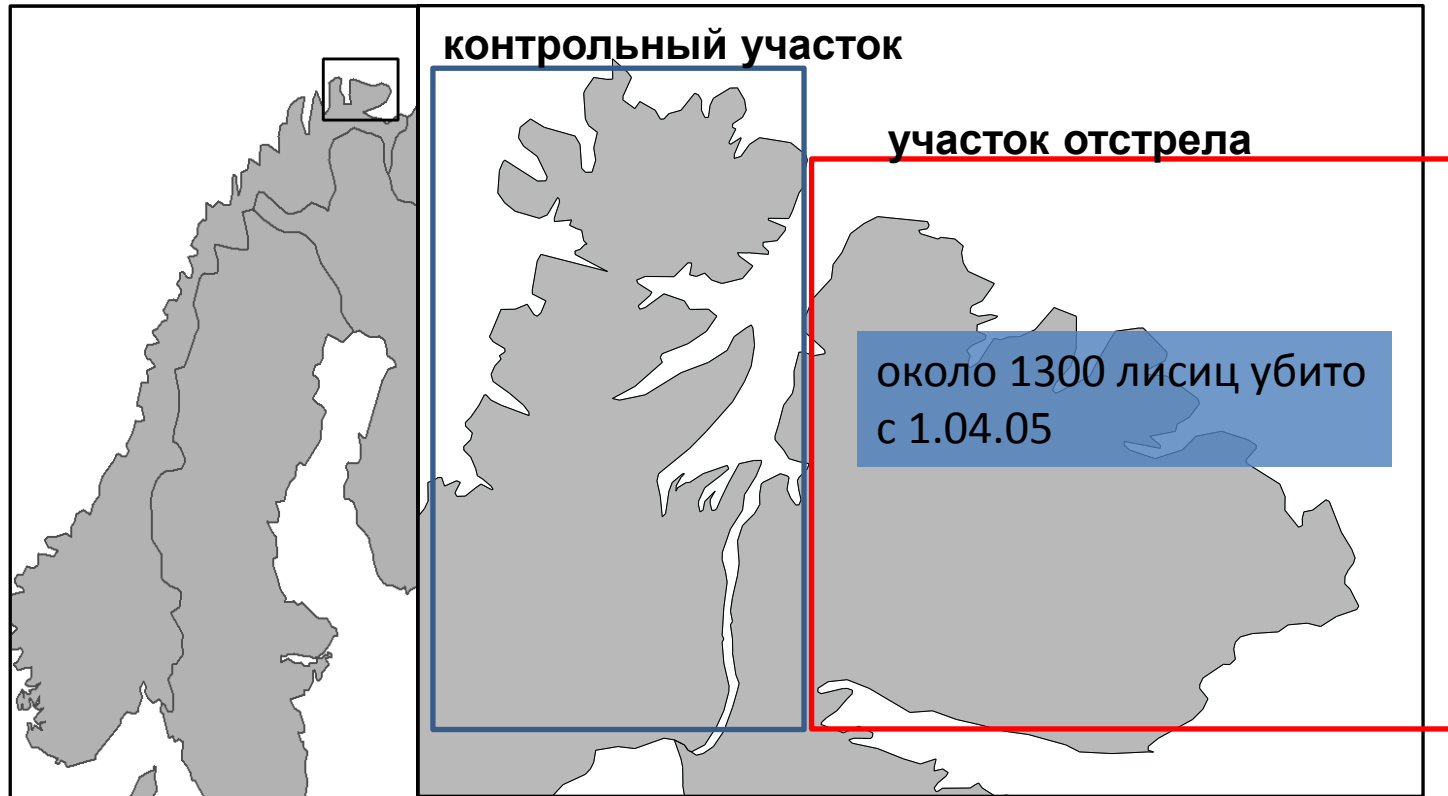 контрольный участок
участок отстрела
около 1300 лисиц убито
с 1.04.05